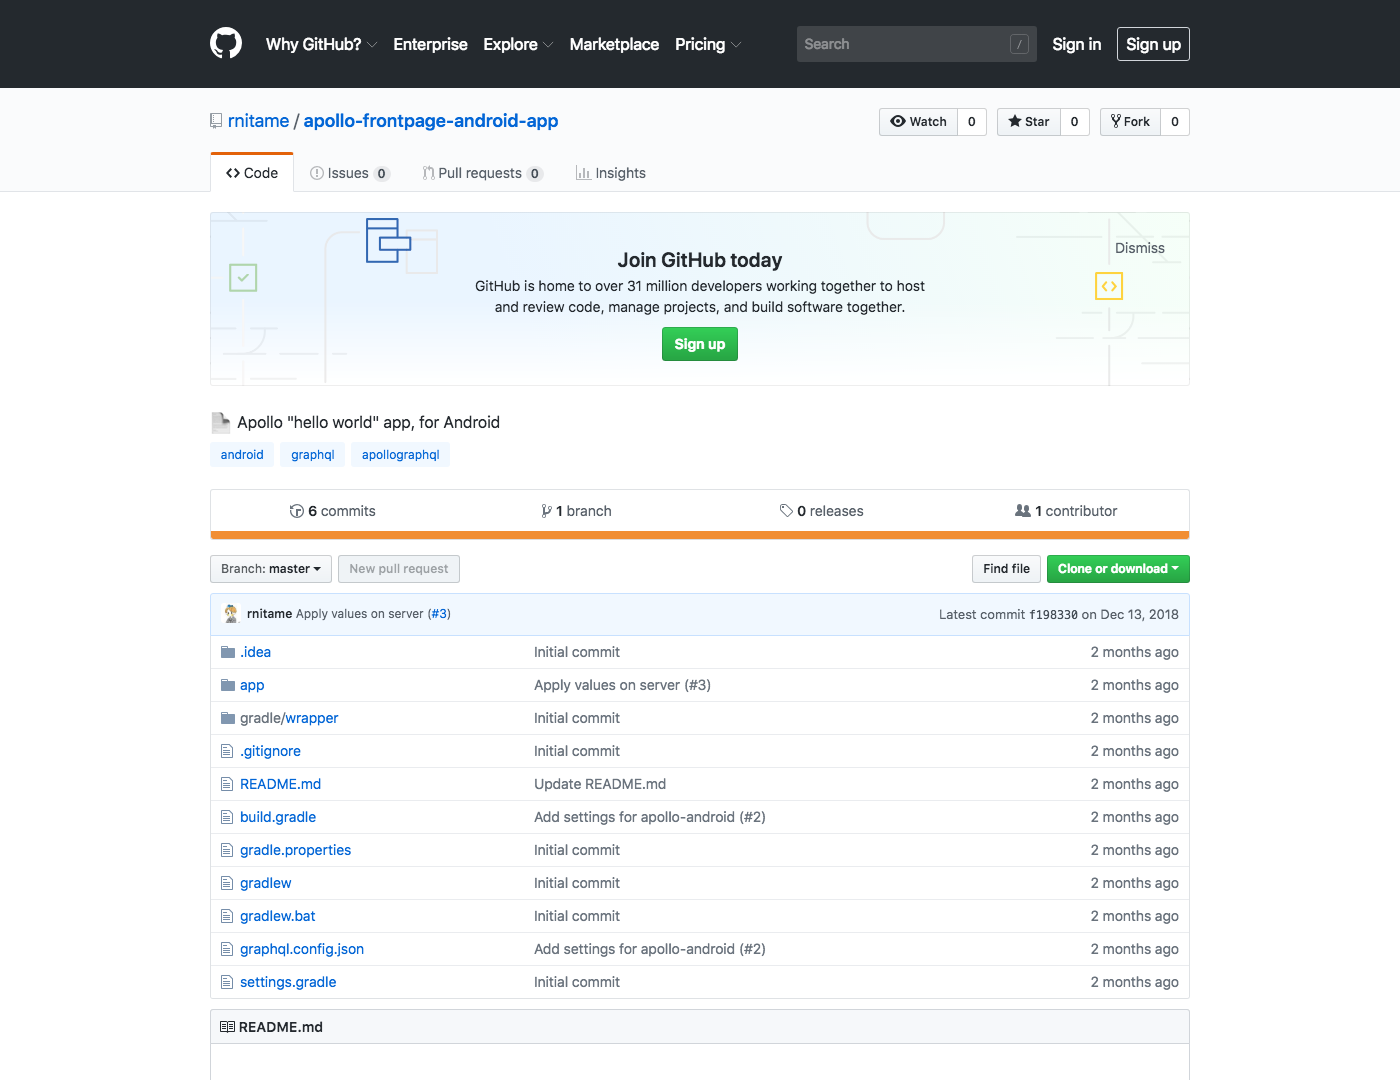 Why GitHub? Enterprise Explore Marketplace Pricing Search / Sign in Sign up
rnitame / apollo-frontpage-android-app Watch 0 Star 0 Fork 0
Code Issues 0 Pull requests 0 Insights
Dismiss
Join GitHub today
GitHub is home to over 31 million developers working together to host
and review code, manage projects, and build software together.
Sign up
Apollo "hello world" app, for Android
android graphql apollographql
6 commits 1 branch 0 releases 1 contributor
Branch: master New pull request Find file Clone or download
rnitame Apply values on server (#3) Latest commit f198330 on Dec 13, 2018
.idea Initial commit 2 months ago
app Apply values on server (#3) 2 months ago
gradle/wrapper Initial commit 2 months ago
.gitignore Initial commit 2 months ago
README.md Update README.md 2 months ago
build.gradle Add settings for apollo-android (#2) 2 months ago
gradle.properties Initial commit 2 months ago
gradlew Initial commit 2 months ago
gradlew.bat Initial commit 2 months ago
graphql.config.json Add settings for apollo-android (#2) 2 months ago
settings.gradle Initial commit 2 months ago
README.md